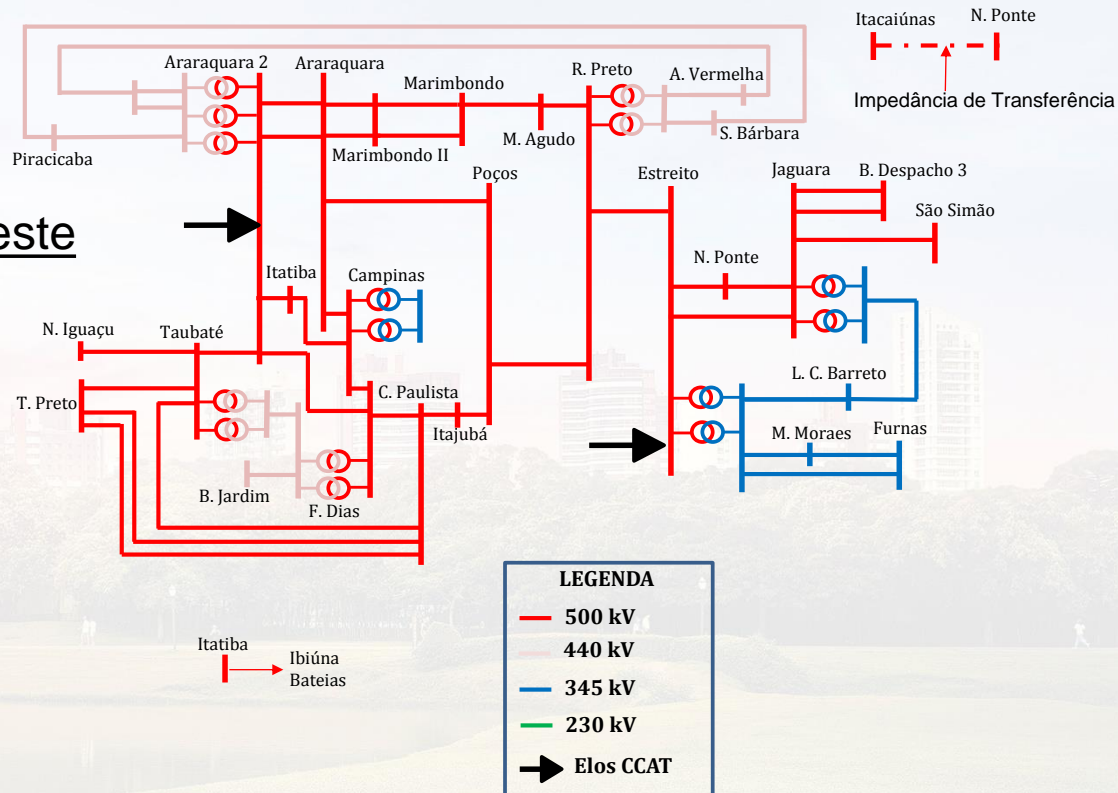 Itacaiúnas
N. Ponte
Impedância de Transferência
Araraquara 2
Araraquara
Marimbondo
R. Preto
A. Vermelha
Piracicaba
Marimbondo II
M. Agudo
S. Bárbara
Poços
Estreito
Jaguara
B. Despacho 3
São Simão
este
Itatiba
Campinas
N. Ponte
N. Iguaçu
Taubaté
T. Preto
C. Paulista
Itajubá
L. C. Barreto
M. Moraes
Furnas
B. Jardim
F. Dias
LEGENDA
500 kV
440 kV
345 kV
230 kV
Elos CCAT
Itatiba
Ibiúna
Bateias